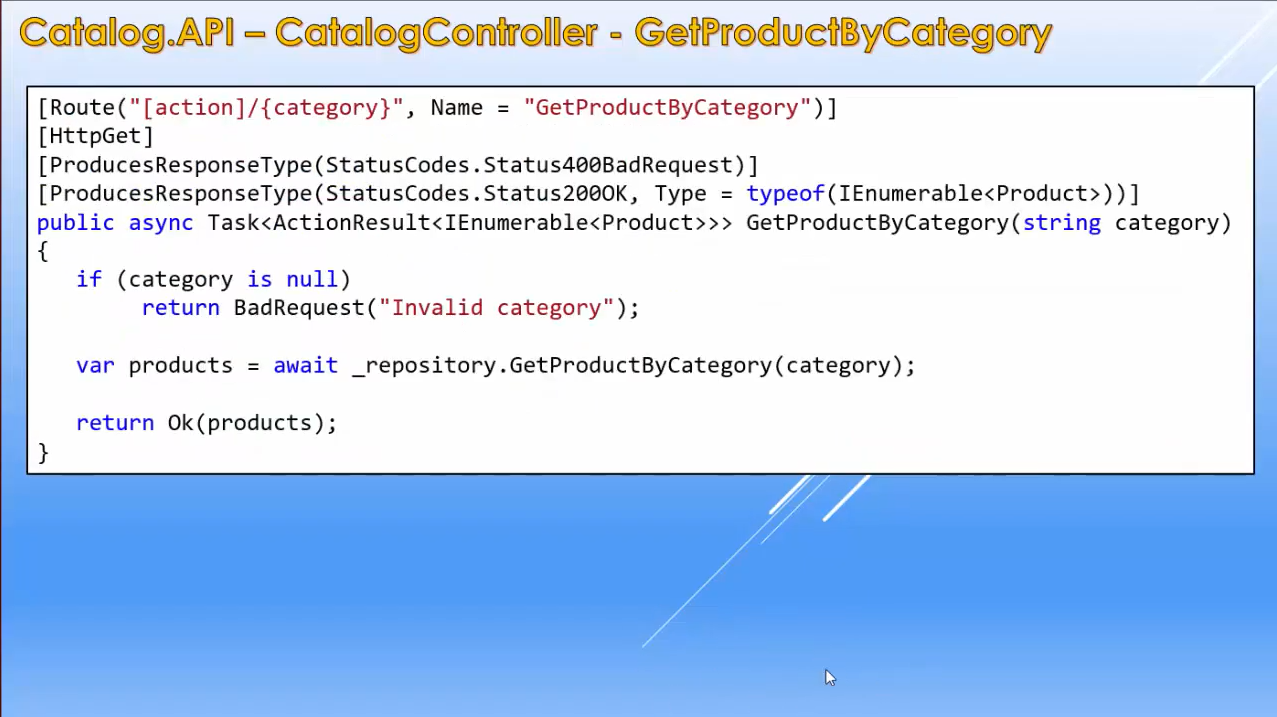 Catalog.API – CatalogController - GetProductByCategory
[Route("[action]/{category}", Name = "GetProductByCategory")]
[HttpGet]
[ProducesResponseType(StatusCodes.Status400BadRequest)]
[ProducesResponseType(StatusCodes.Status200OK, Type = typeof(IEnumerable<Product>))]
public async Task<ActionResult<IEnumerable<Product>>> GetProductByCategory(string category)
{
if (category is null)
return BadRequest("Invalid category");
var products = await _repository.GetProductByCategory(category);
return Ok(products);
}